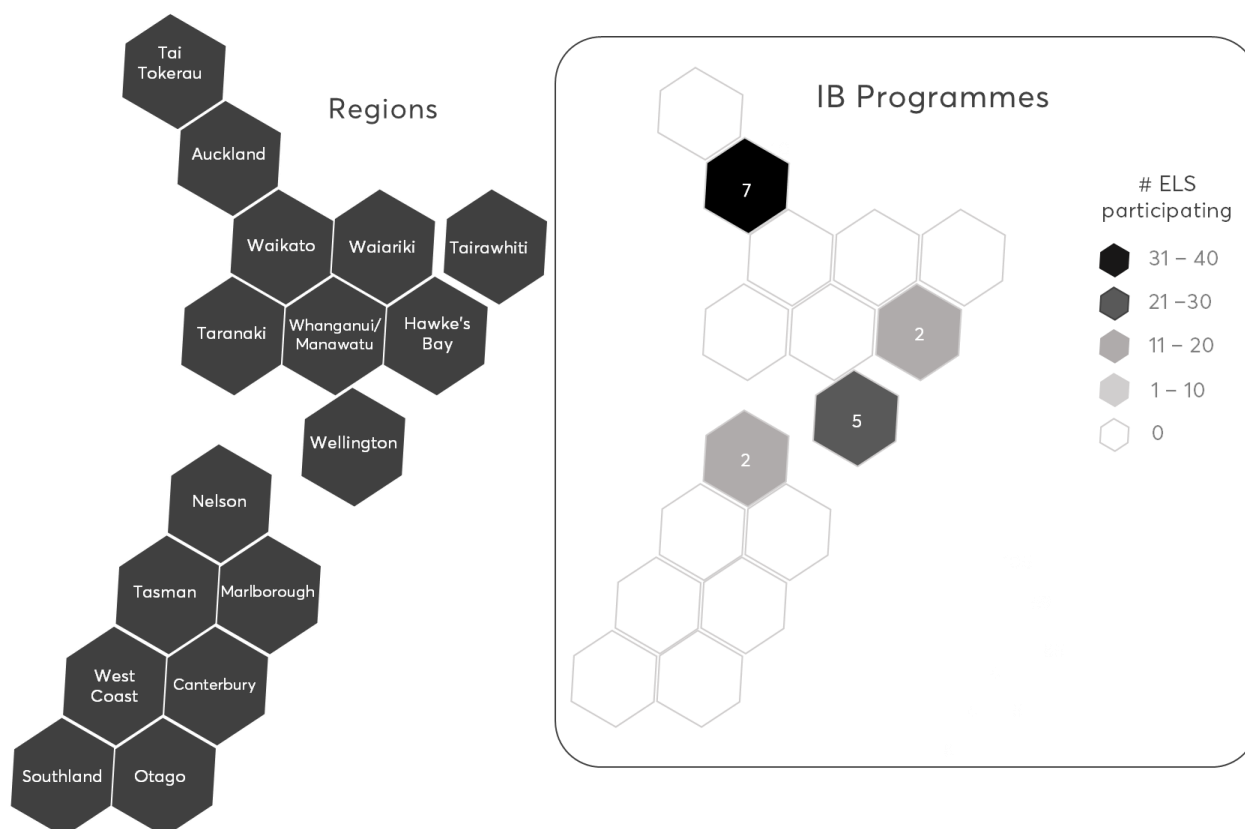 Tai
Tokerau
Regions
Auckland
Waikato
Waiariki
Tairawhiti
Taranaki
Whanganui/
Manawatu
Hawke's
Bay
Wellington
Nelson
Tasman
Marlborough
West
Coast
Canterbury
Southland
Otago
IB Programmes
7
2
5
2
# ELS
participating
31 – 40
21 –30
11 – 20
1 – 10
0